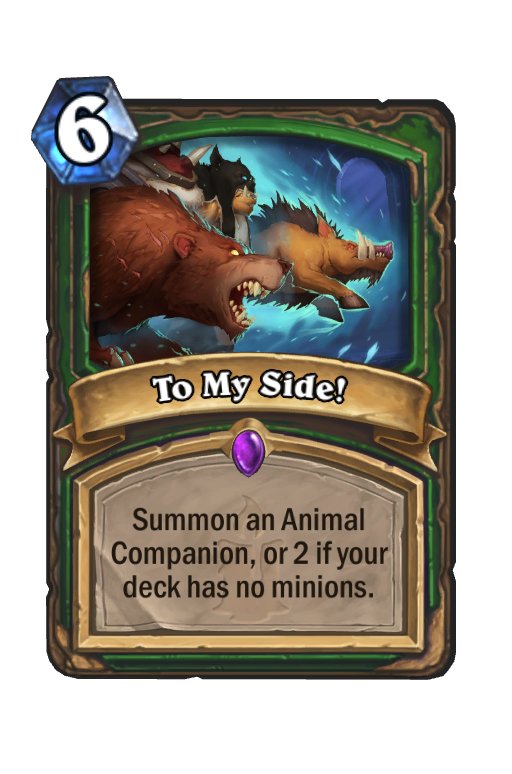 6
To My Side!
Summon an Animal
Companion, or 2 if your
deck has no minions.